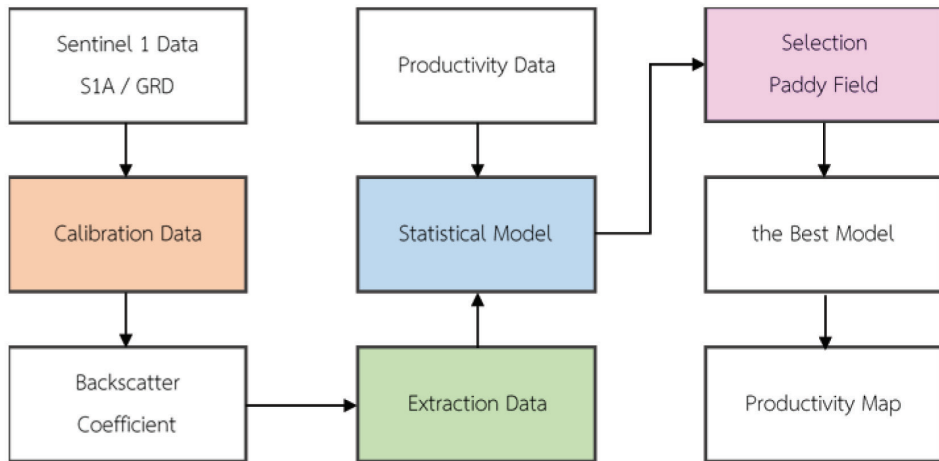 Sentinel 1 Data
S1A / GRD
Calibration Data
Backscatter
Coefficient
Productivity Data
Statistical Model
Extraction Data
Selection
Paddy Field
the Best Model
Productivity Map